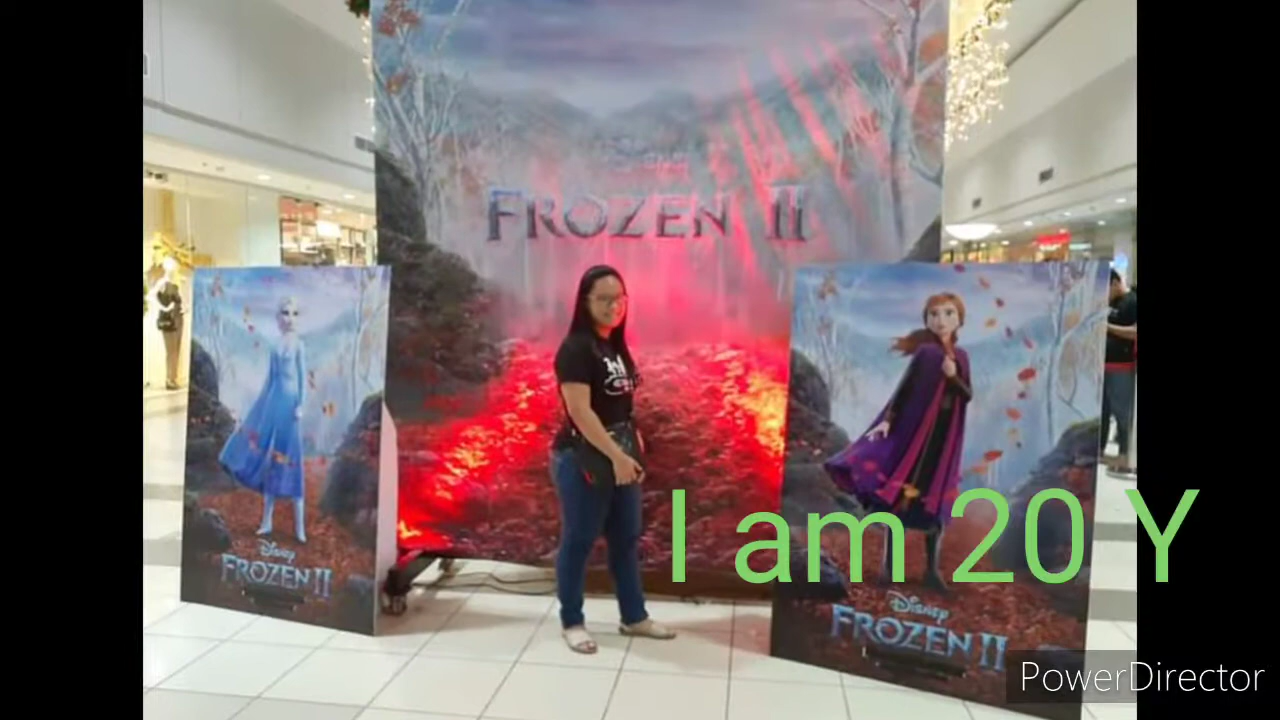 FROZEN II
I am 20 Y
Disney
FROZEN II
Disney
FROZEN II
PowerDirector